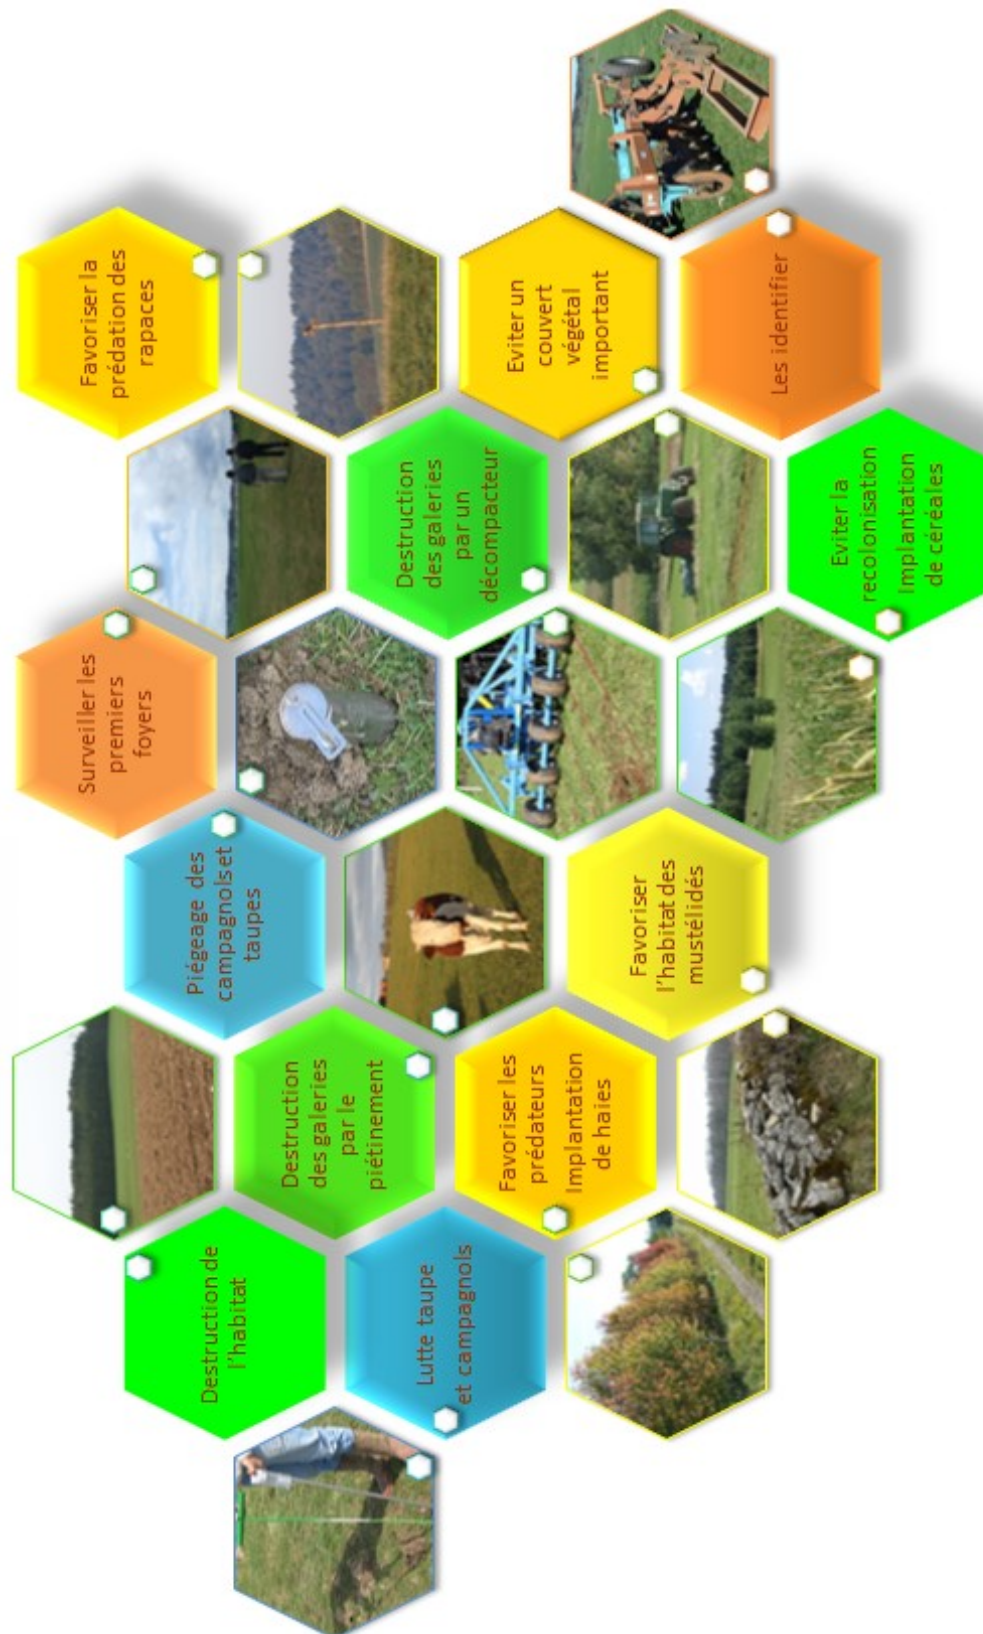 Surveiller les
premiers
foyers
Favoriser la
prédation des
rapaces
Destruction de
l'habitat
Piégeage des
campagnols et
taupes
Destruction
des galeries
par le
piétinement
Lutte taupe
et campagnols
Destruction
des galeries
par un
décompacteur
Favoriser les
prédateurs
Implantation
de haies
Eviter un
couvert
végétal
important
Favoriser
l'habitat des
mustélidés
Les identifier
Eviter la
recolonisation
Implantation
de céréales